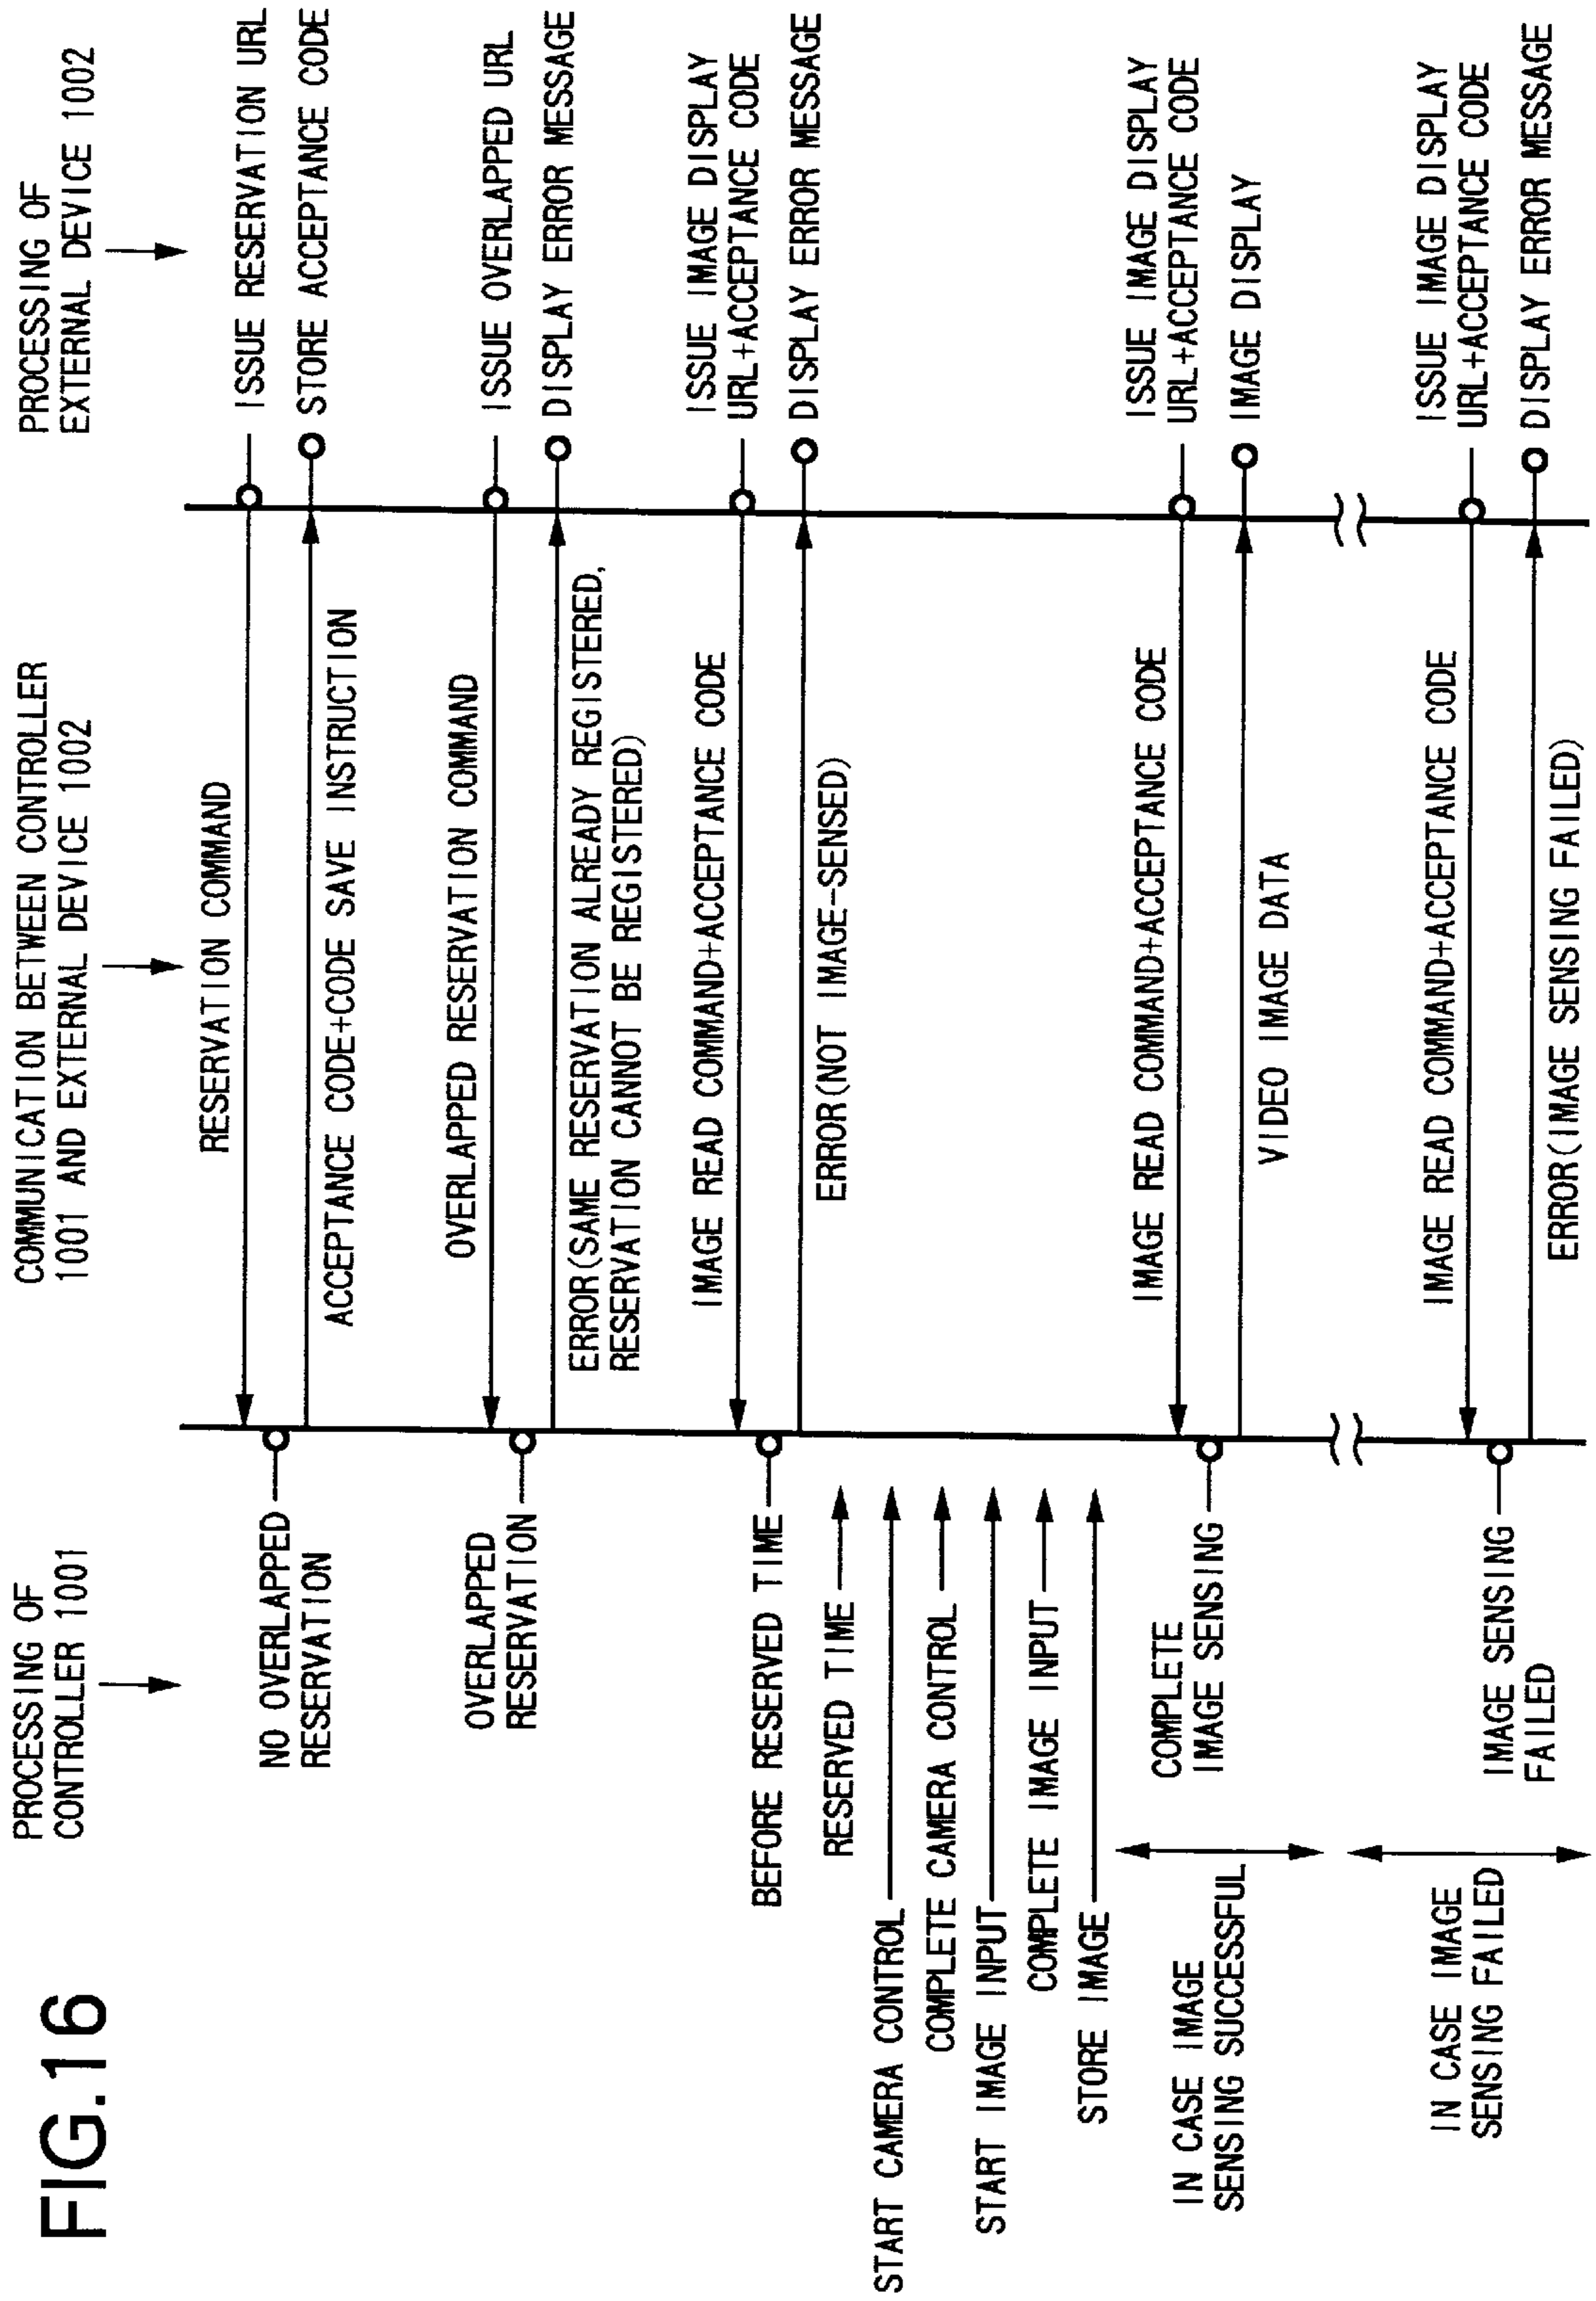 FIG.16
PROCESSING OF
CONTROLLER 1001
COMMUNICATION BETWEEN CONTROLLER
1001 AND EXTERNAL DEVICE 1002
PROCESSING OF
EXTERNAL DEVICE 1002
RESERVATION COMMAND
ISSUE RESERVATION URL
NO OVERLAPPED
RESERVATION
ACCEPTANCE CODE+CODE SAVE INSTRUCTION
STORE ACCEPTANCE CODE
OVERLAPPED RESERVATION COMMAND
ISSUE OVERLAPPED URL
OVERLAPPED
RESERVATION
ERROR(SAME RESERVATION ALREADY REGISTERED,
RESERVATION CANNOT BE REGISTERED)
DISPLAY ERROR MESSAGE
IMAGE READ COMMAND+ACCEPTANCE CODE
ISSUE IMAGE DISPLAY
URL+ACCEPTANCE CODE
BEFORE RESERVED TIME
ERROR(NOT IMAGE-SENSED)
DISPLAY ERROR MESSAGE
RESERVED TIME
START CAMERA CONTROL
COMPLETE CAMERA CONTROL
START IMAGE INPUT
COMPLETE IMAGE INPUT
STORE IMAGE
IMAGE READ COMMAND+ACCEPTANCE CODE
ISSUE IMAGE DISPLAY
URL+ACCEPTANCE CODE
IN CASE IMAGE
SENSING SUCCESSFUL
COMPLETE
IMAGE SENSING
VIDEO IMAGE DATA
IMAGE DISPLAY
IMAGE READ COMMAND+ACCEPTANCE CODE
ISSUE IMAGE DISPLAY
URL+ACCEPTANCE CODE
IN CASE IMAGE
SENSING FAILED
IMAGE SENSING
FAILED
ERROR(IMAGE SENSING FAILED)
DISPLAY ERROR MESSAGE